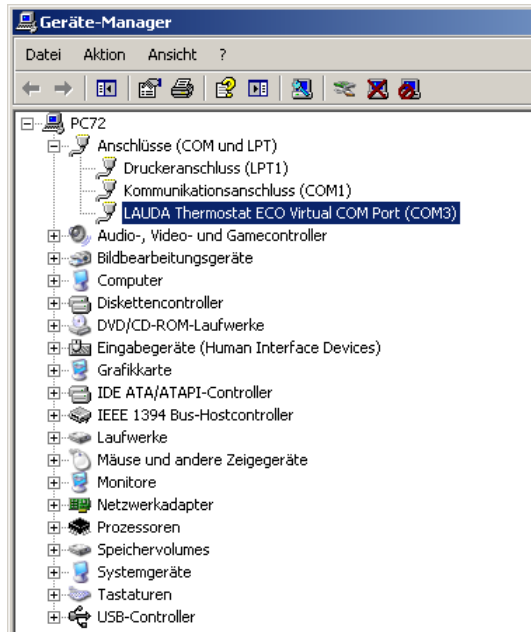 Geräte-Manager
Datei Aktion Ansicht ?
PC72
Anschlüsse (COM und LPT)
Druckeranschluss (LPT1)
Kommunikationsanschluss (COM1)
LAUDA Thermostat ECO Virtual COM Port (COM3)
Audio-, Video- und Gamecontroller
Bildbearbeitungsgeräte
Computer
Diskettencontroller
DVD/CD-ROM-Laufwerke
Eingabegeräte (Human Interface Devices)
Grafikkarte
IDE ATA/ATAPI-Controller
IEEE 1394 Bus-Hostcontroller
Laufwerke
Mäuse und andere Zeigegeräte
Monitore
Netzwerkadapter
Prozessoren
Speichervolumes
Systemgeräte
Tastaturen
USB-Controller